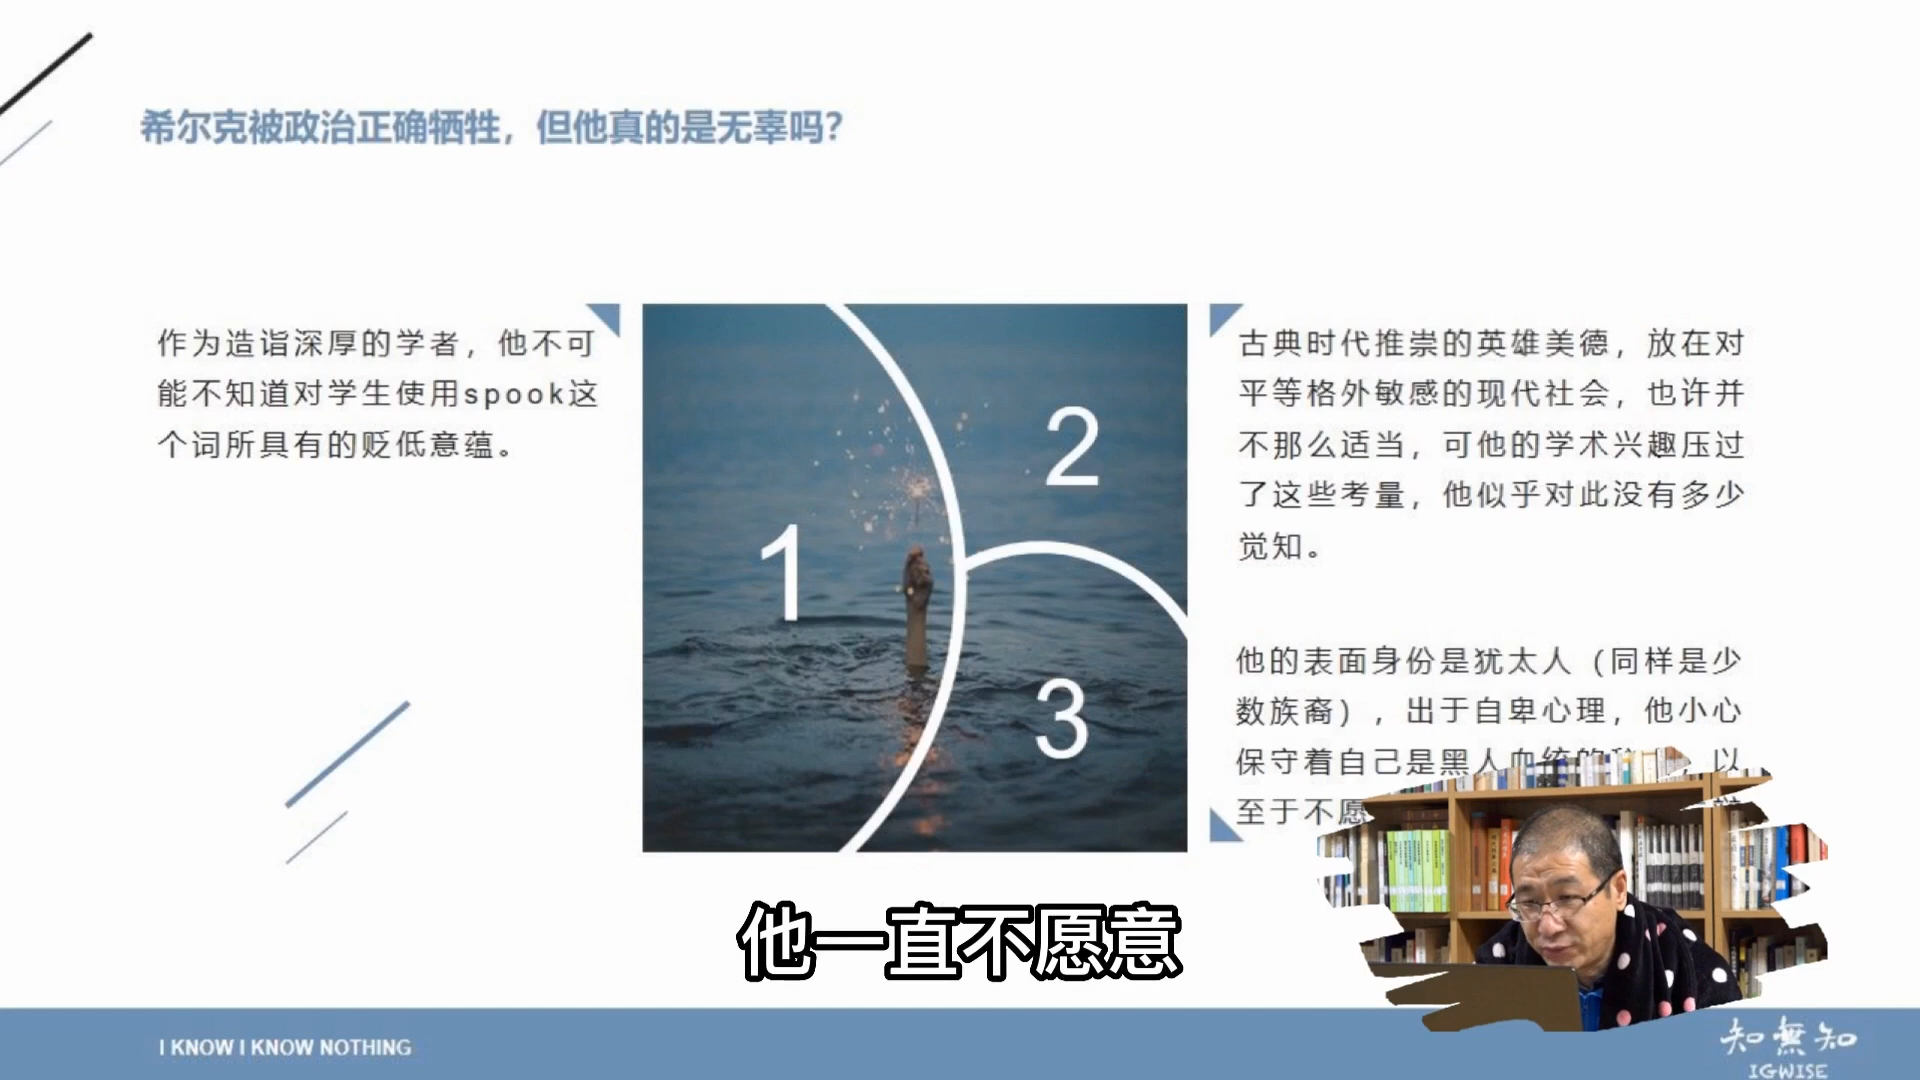 希尔克被政治正确牺牲，但他真的是无辜吗？
作为造诣深厚的学者，他不可
能不知道对学生使用spook这
个词所具有的贬低意蕴。
1
2
3
古典时代推崇的英雄美德，放在对
平等格外敏感的现代社会，也许并
不那么适当，可他的学术兴趣压过
了这些考量，他似乎对此没有多少
觉知。
他的表面身份是犹太人（同样是少
数族裔），出于自卑心理，他小心
保守着自己是黑人血统的 ，以
至于不愿
他一直不愿意
I KNOW I KNOW NOTHING
知無知
IGWISE